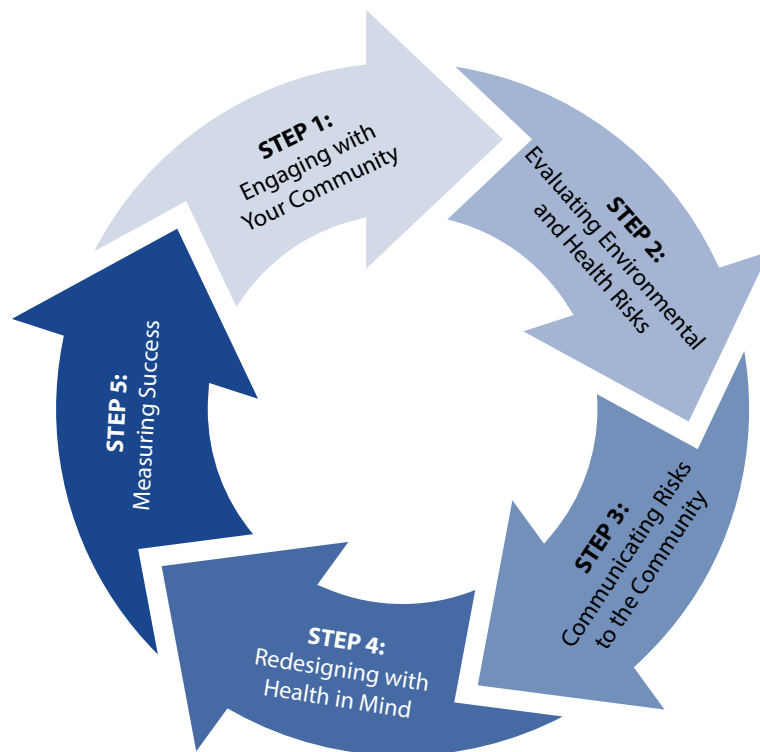 STEP 1:
Engaging with
Your Community
STEP 2:
Evaluating Environmental
and Health Risks
STEP 3:
Communicating Risks
to the Community
STEP 4:
Redesigning with
Health in Mind
STEP 5:
Measuring Success